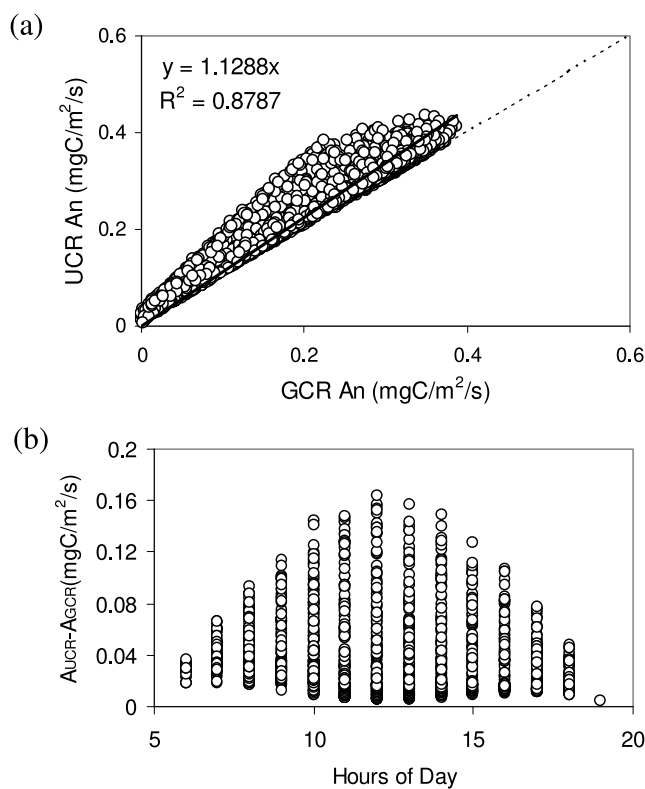 (a)
0.6
y = 1.1288x
R² = 0.8787
0.4
0.2
0
UCR An (mgC/m²/s)
0 0.2 0.4 0.6
GCR An (mgC/m²/s)
(b)
0.2
0.16
0.12
0.08
0.04
0
AUCR-AGCR(mgC/m²/s)
5 10 15 20
Hours of Day